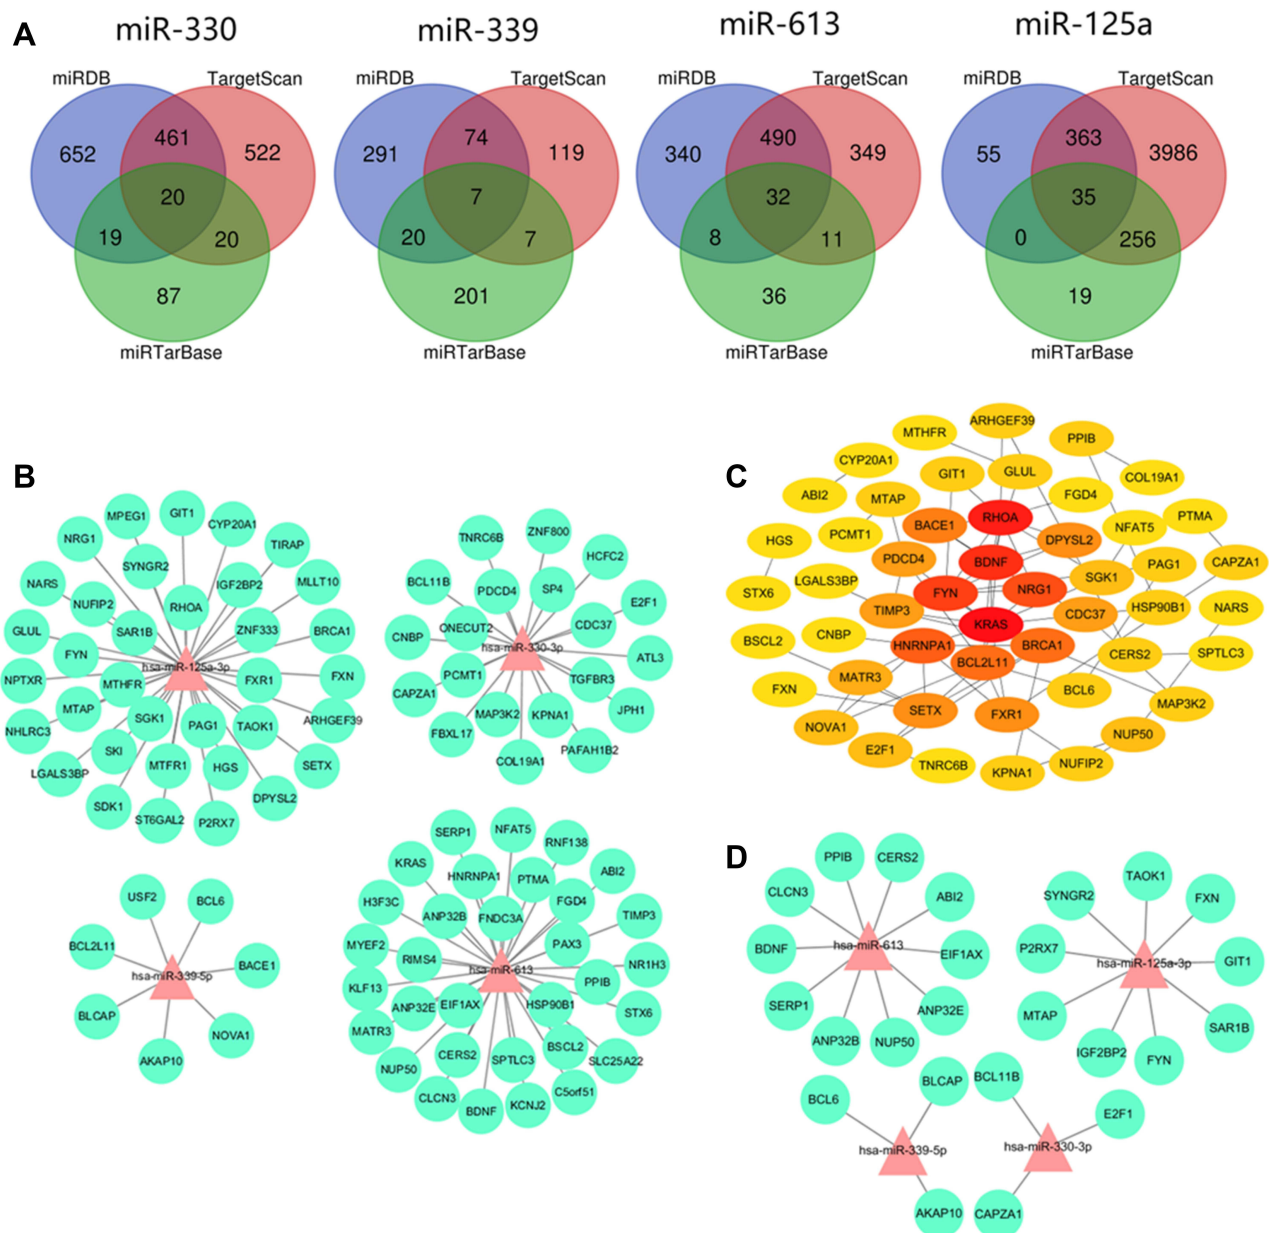 A
miR-330
miR-339
miR-613
miR-125a
miRDB
TargetScan
652
461
522
20
19
20
87
miRTarBase
miRDB
TargetScan
291
74
119
7
20
7
201
miRTarBase
miRDB
TargetScan
340
490
349
32
8
11
36
miRTarBase
miRDB
TargetScan
55
363
3986
35
0
256
19
miRTarBase
B
MPEG1
GIT1
CYP20A1
NRG1
TIRAP
SYNGR2
NARS
IGF2BP2
MLLT10
NUFIP2
RHOA
GLUL
SAR1B
ZNF333
BRCA1
FYN
hsa-miR-125a-3p
NPTXR
MTHFR
FXR1
FXN
MTAP
SGK1
PAG1
TAOK1
ARHGEF39
NHLRC3
SKI
LGALS3BP
MTFR1
HGS
SETX
SDK1
ST6GAL2
P2RX7
DPYSL2
TNRC6B
ZNF800
HCFC2
BCL11B
PDCD4
SP4
E2F1
CNBP
ONECUT2
CDC37
hsa-miR-330-3p
ATL3
PCMT1
TGFBR3
CAPZA1
MAP3K2
KPNA1
JPH1
FBXL17
PAFAH1B2
COL19A1
USF2
BCL6
BCL2L11
BACE1
hsa-miR-339-5p
BLCAP
NOVA1
AKAP10
SERP1
NFAT5
RNF138
KRAS
HNRNPA1
PTMA
ABI2
H3F3C
ANP32B
FNDC3A
FGD4
TIMP3
MYEF2
RIMS4
PAX3
hsa-miR-613
NR1H3
KLF13
PPIB
ANP32E
EIF1AX
HSP90B1
STX6
MATR3
CERS2
SPTLC3
BSCL2
SLC25A22
NUP50
CLCN3
BDNF
KCNJ2
C5orf51
C
ARHGEF39
MTHFR
PPIB
CYP20A1
GIT1
GLUL
COL19A1
ABI2
MTAP
FGD4
RHOA
NFAT5
PTMA
BACE1
HGS
PCMT1
DPYSL2
PDCD4
BDNF
PAG1
CAPZA1
LGALS3BP
SGK1
STX6
FYN
NRG1
TIMP3
CDC37
HSP90B1
NARS
KRAS
BSCL2
CNBP
HNRNPA1
BRCA1
CERS2
SPTLC3
BCL2L11
MATR3
FXN
BCL6
MAP3K2
SETX
FXR1
NOVA1
NUP50
E2F1
TNRC6B
KPNA1
NUFIP2
D
PPIB
CERS2
CLCN3
ABI2
BDNF
hsa-miR-613
EIF1AX
SERP1
ANP32E
ANP32B
NUP50
TAOK1
SYNGR2
FXN
P2RX7
hsa-miR-125a-3p
GIT1
MTAP
SAR1B
IGF2BP2
FYN
BCL6
BLCAP
hsa-miR-339-5p
AKAP10
BCL11B
E2F1
hsa-miR-330-3p
CAPZA1